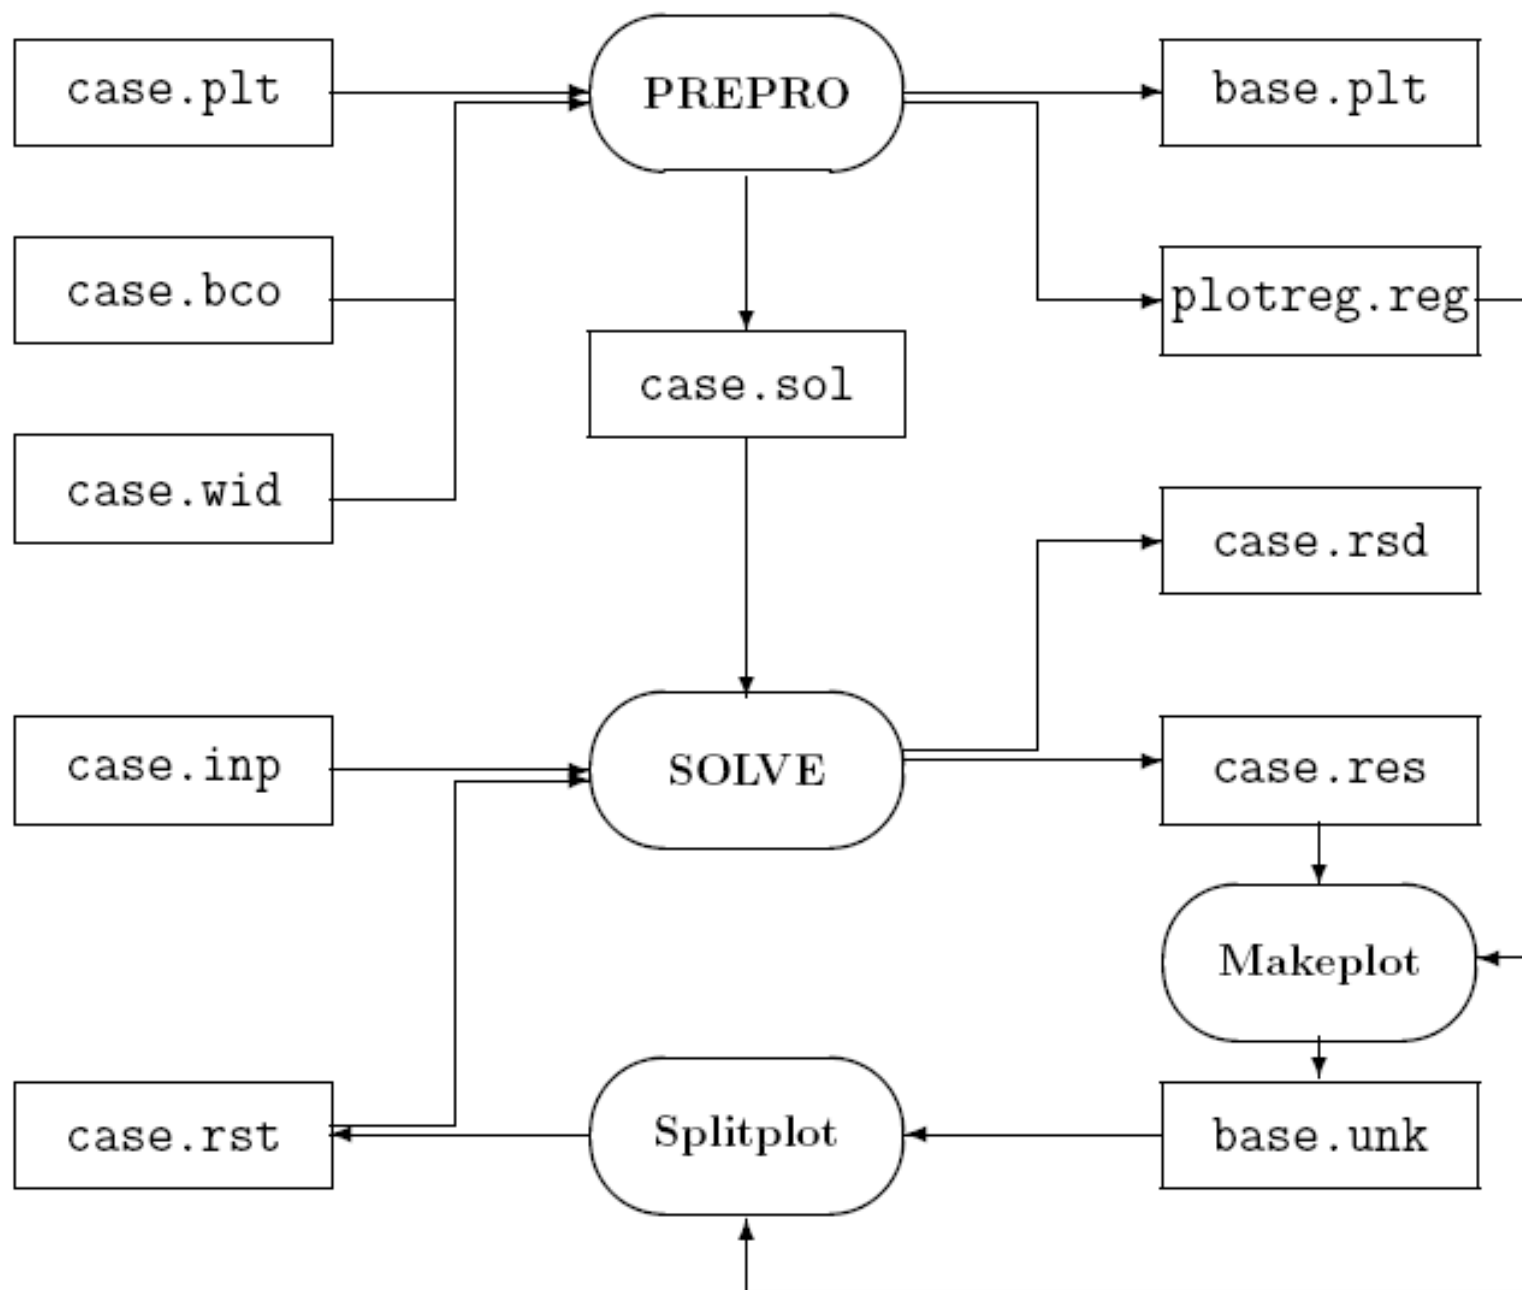 case.plt
PREPRO
base.plt
case.bco
plotreg.reg
case.sol
case.wid
case.rsd
case.inp
SOLVE
case.res
Makeplot
case.rst
Splitplot
base.unk